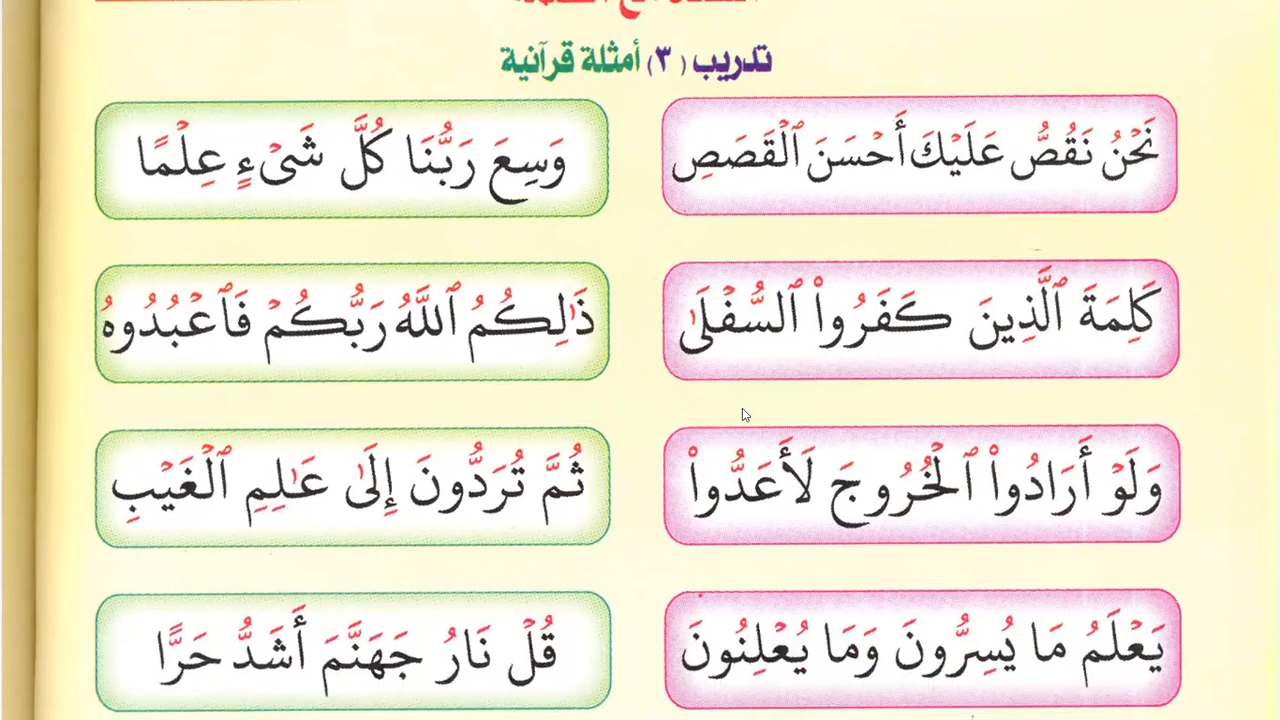 تدريب (٣) أمثلة قرآنية
نَحْنُ نَقُصُّ عَلَيْكَ أَحْسَنَ ٱلْقَصَصِ
وَسِعَ رَبُّنَا كُلَّ شَىْءٍ عِلْمًا
كَلِمَةَ ٱلَّذِينَ كَفَرُوا۟ ٱلسُّفْلَىٰ
ذَٰلِكُمُ ٱللَّهُ رَبُّكُمْ فَٱعْبُدُوهُ
وَلَوْ أَرَادُوا۟ ٱلْخُرُوجَ لَأَعَدُّوا۟
ثُمَّ تُرَدُّونَ إِلَىٰ عَـٰلِمِ ٱلْغَيْبِ
يَعْلَمُ مَا يُسِرُّونَ وَمَا يُعْلِنُونَ
قُلْ نَارُ جَهَنَّمَ أَشَدُّ حَرًّا